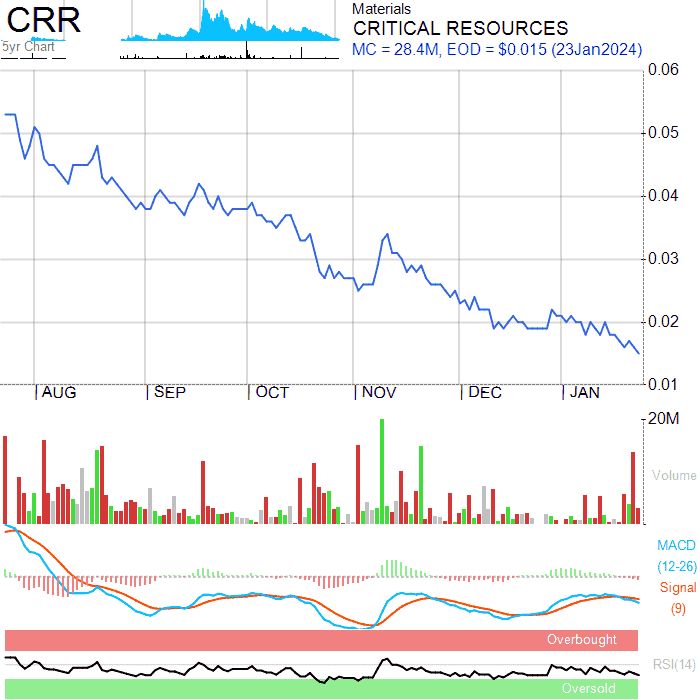 CRR
5yr Chart
Materials
CRITICAL RESOURCES
MC = 28.4M, EOD = $0.015 (23Jan2024)
0.06
0.05
0.04
0.03
0.02
0.01
AUG SEP OCT NOV DEC JAN
20M
Volume
MACD
(12-26)
Signal
(9)
Overbought
RSI(14)
Oversold